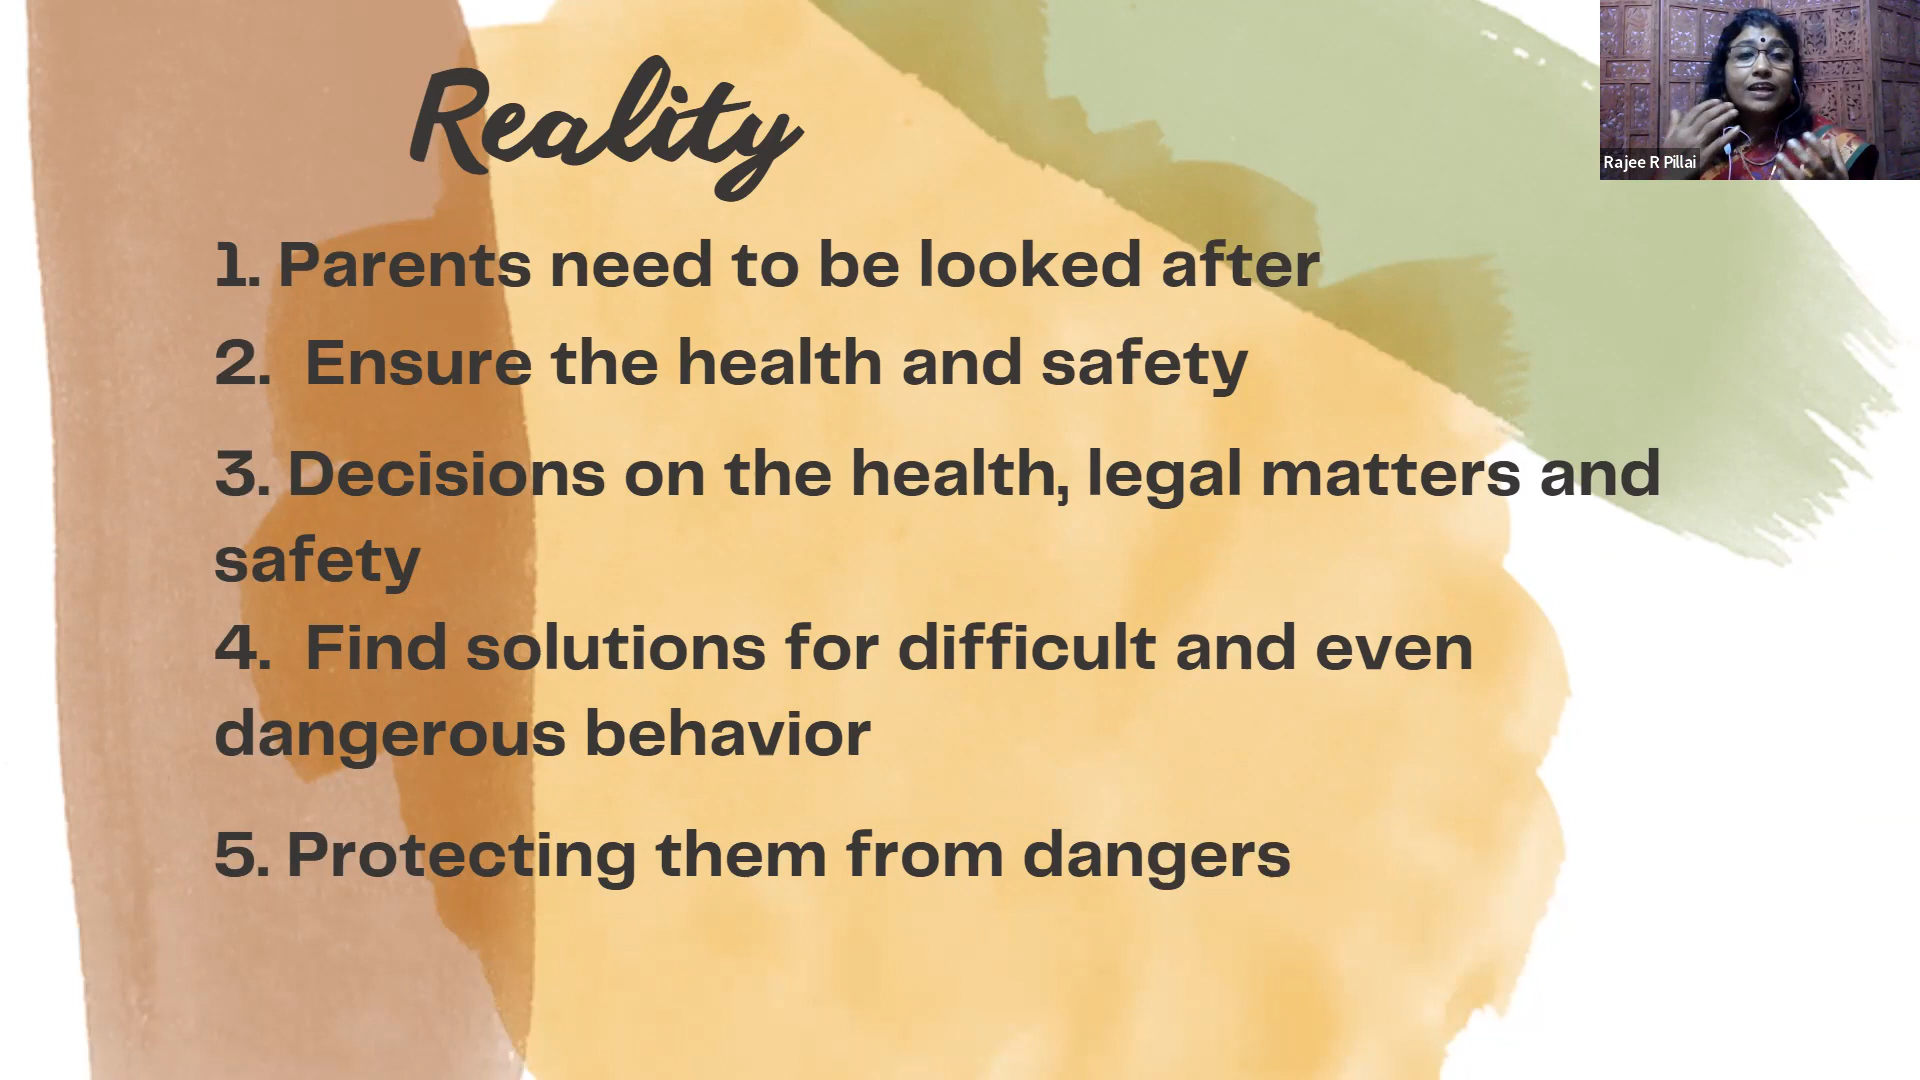 Reality
Rajee R Pillai
1. Parents need to be looked after
2. Ensure the health and safety
3. Decisions on the health, legal matters and
safety
4. Find solutions for difficult and even
dangerous behavior
5. Protecting them from dangers